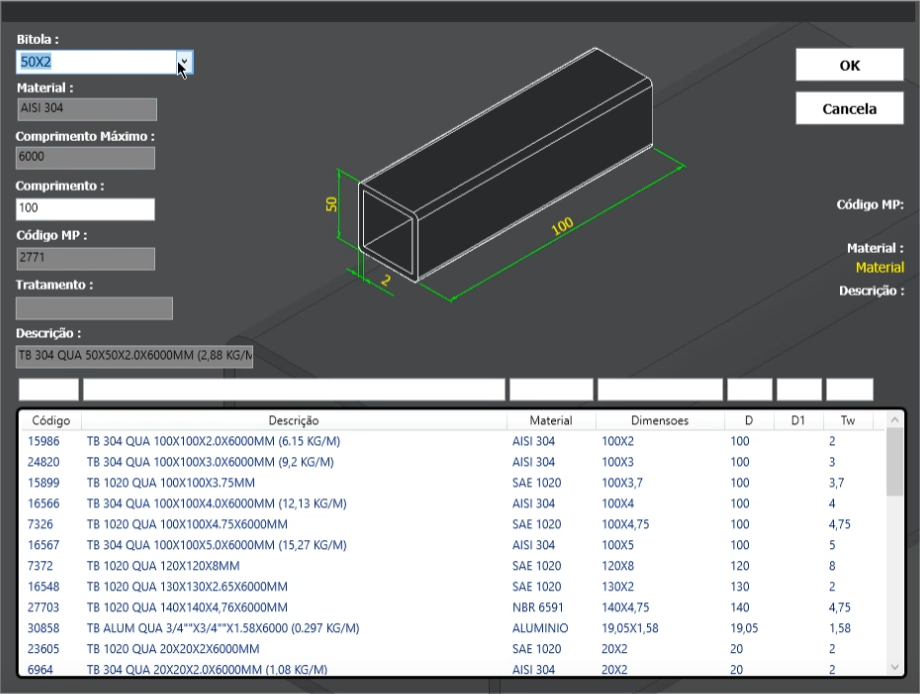 Bitola :
50X2
Material :
AISI 304
Comprimento Máximo :
6000
Comprimento :
100
Código MP :
2771
Tratamento :
Descrição :
TB 304 QUA 50X50X2.0X6000MM (2,88 KG/M
50
100
2
OK
Cancela
Código MP:
Material :
Material
Descrição :
Código Descrição Material Dimensoes D D1 Tw
15986 TB 304 QUA 100X100X2.0X6000MM (6.15 KG/M) AISI 304 100X2 100 2
24820 TB 304 QUA 100X100X3.0X6000MM (9,2 KG/M) AISI 304 100X3 100 3
15899 TB 1020 QUA 100X100X3.75MM SAE 1020 100X3,7 100 3,7
16566 TB 304 QUA 100X100X4.0X6000MM (12,13 KG/M) AISI 304 100X4 100 4
7326 TB 1020 QUA 100X100X4.75X6000MM SAE 1020 100X4,75 100 4,75
16567 TB 304 QUA 100X100X5.0X6000MM (15,27 KG/M) AISI 304 100X5 100 5
7372 TB 1020 QUA 120X120X8MM SAE 1020 120X8 120 8
16548 TB 1020 QUA 130X130X2.65X6000MM SAE 1020 130X2 130 2
27703 TB 1020 QUA 140X140X4,76X6000MM NBR 6591 140X4,75 140 4,75
30858 TB ALUM QUA 3/4""X3/4""X1.58X6000 (0.297 KG/M) ALUMINIO 19,05X1,58 19,05 1,58
23605 TB 1020 QUA 20X20X2X6000MM SAE 1020 20X2 20 2
6964 TB 304 QUA 20X20X2.0X6000MM (1,08 KG/M) AISI 304 20X2 20 2